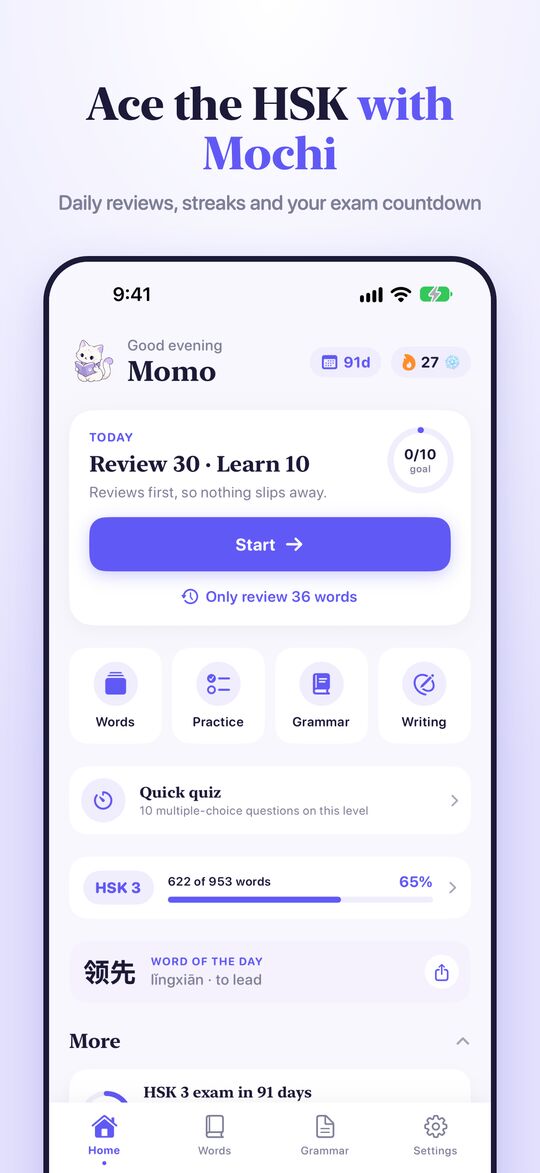 Ace the HSK with
Mochi
Daily reviews, streaks and your exam countdown
9:41
Good evening
Momo
91d
27
TODAY
Review 30 · Learn 10
Reviews first, so nothing slips away.
0/10
goal
Start →
Only review 36 words
Words
Practice
Grammar
Writing
Quick quiz
10 multiple-choice questions on this level
HSK 3
622 of 953 words
65%
领先
WORD OF THE DAY
lǐngxiān · to lead
More
HSK 3 exam in 91 days
Home
Words
Grammar
Settings